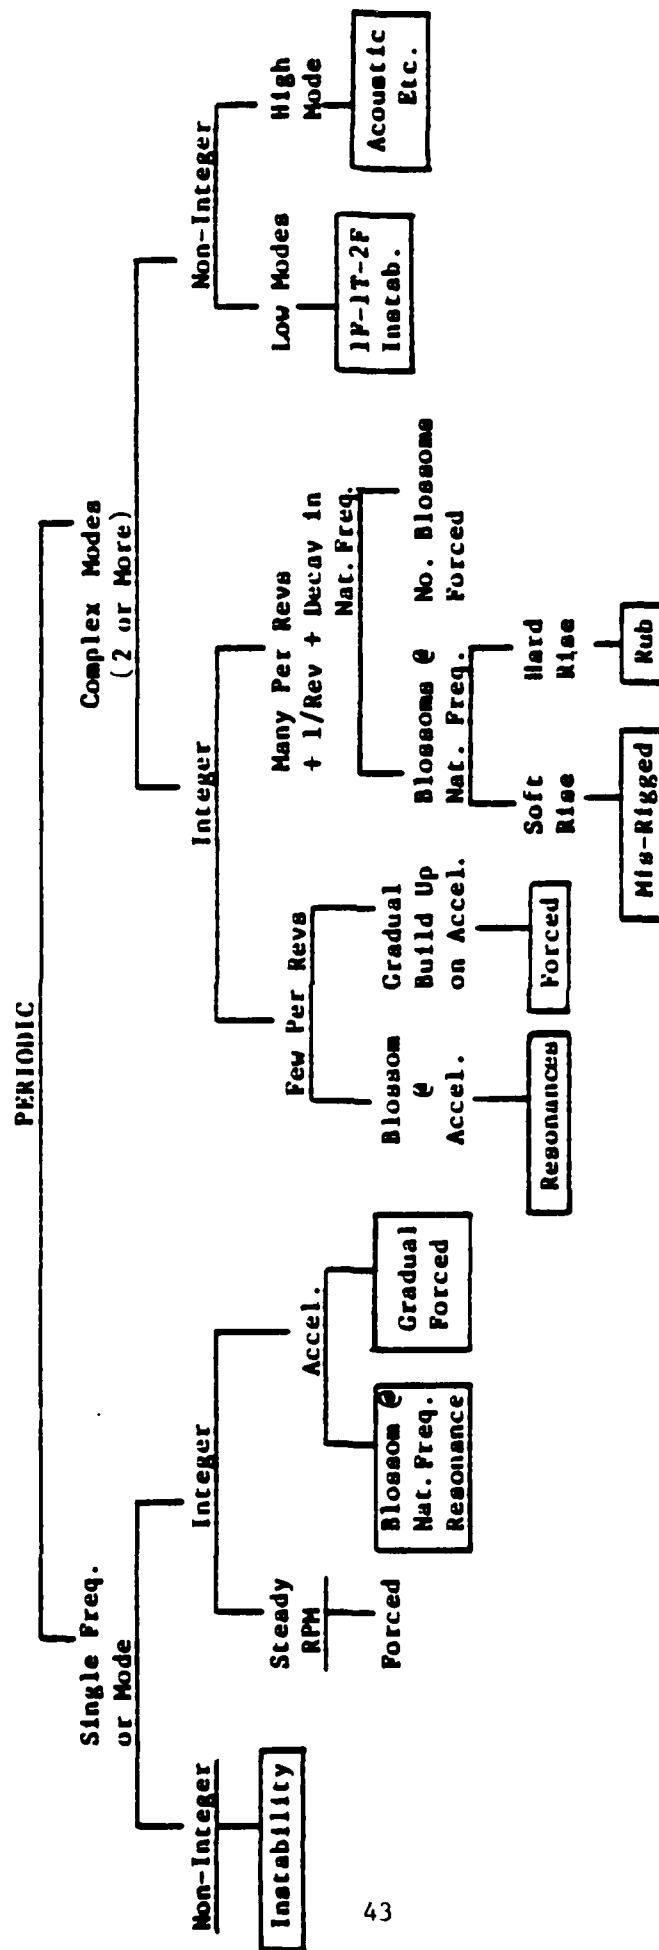 PERIODIC
Single Freq.
or Mode
Complex Modes
(2 or More)
Non-Integer
Instability
Integer
Steady
RPM
Forced
Accel.
Blossom @
Nat. Freq.
Resonance
Gradual
Forced
Integer
Few Per Revs
Blossom
@
Accel.
Resonances
Gradual
Build Up
on Accel.
Forced
Many Per Revs
+ 1/Rev + Decay in
Nat. Freq.
Blossoms @
Nat. Freq.
Soft
Rise
Mis-Rigged
Hard
Rise
Rub
No. Blossoms
Forced
Non-Integer
Low Modes
1F-1T-2F
Instab.
High
Mode
Acoustic
Etc.
43